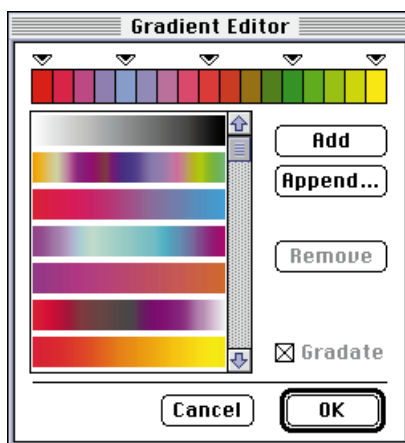 Gradient Editor
Add
Append...
Remove
Gradate
Cancel
OK